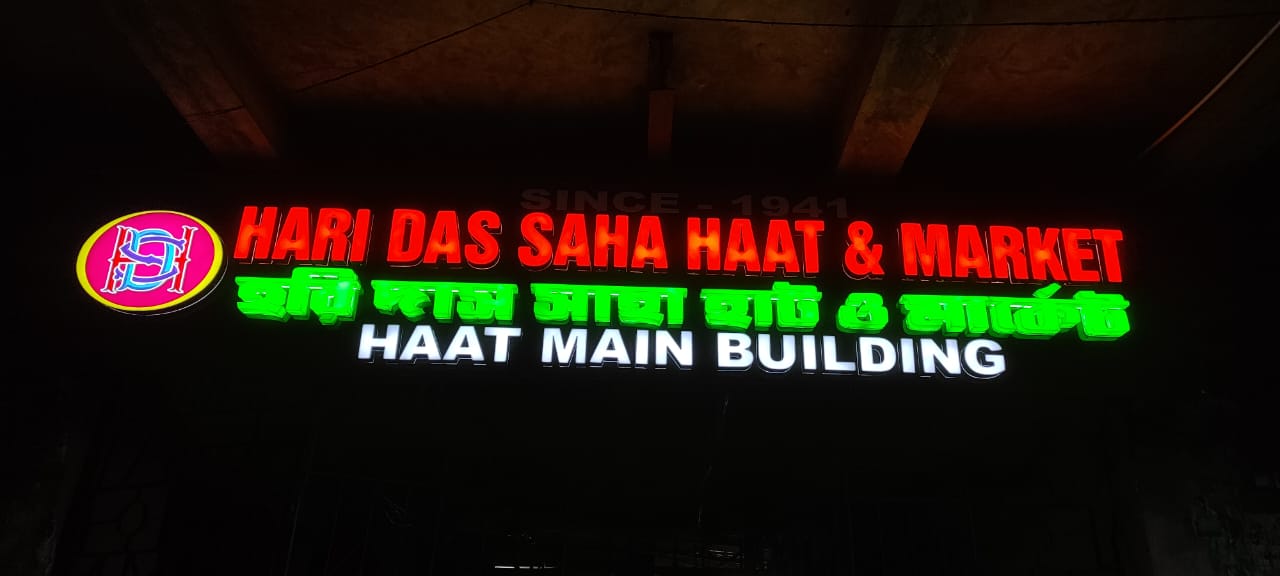 SINCE - 1941
HARI DAS SAHA HAAT & MARKET
হরি দাস সাহা হাট ও মার্কেট
HAAT MAIN BUILDING